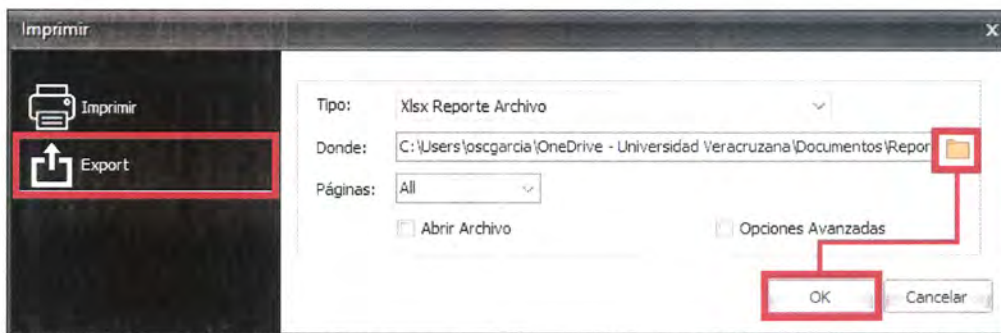 Imprimir
x
Imprimir
Export
Tipo: Xlsx Reporte Archivo
Donde: C:\Users\oscgarcia\OneDrive - Universidad Veracruzana\Documentos\Repor
Páginas: All
Abrir Archivo Opciones Avanzadas
OK Cancelar